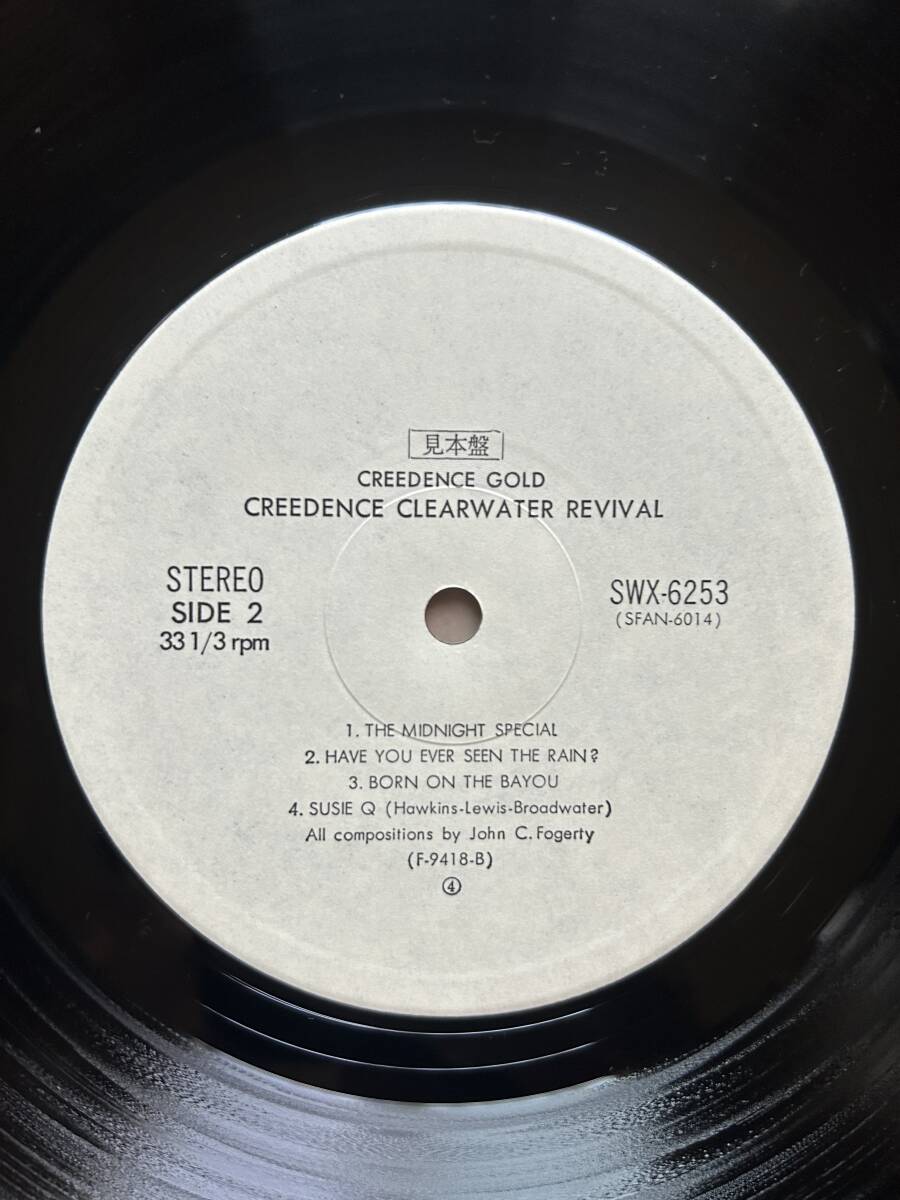 見本盤
CREEDENCE GOLD
CREEDENCE CLEARWATER REVIVAL
STEREO
SIDE 2
33 1/3 rpm
SWX-6253
(SFAN-6014)
1. THE MIDNIGHT SPECIAL
2. HAVE YOU EVER SEEN THE RAIN?
3. BORN ON THE BAYOU
4. SUSIE Q (Hawkins-Lewis-Broadwater)
All compositions by John C. Fogerty
(F-9418-B)
④